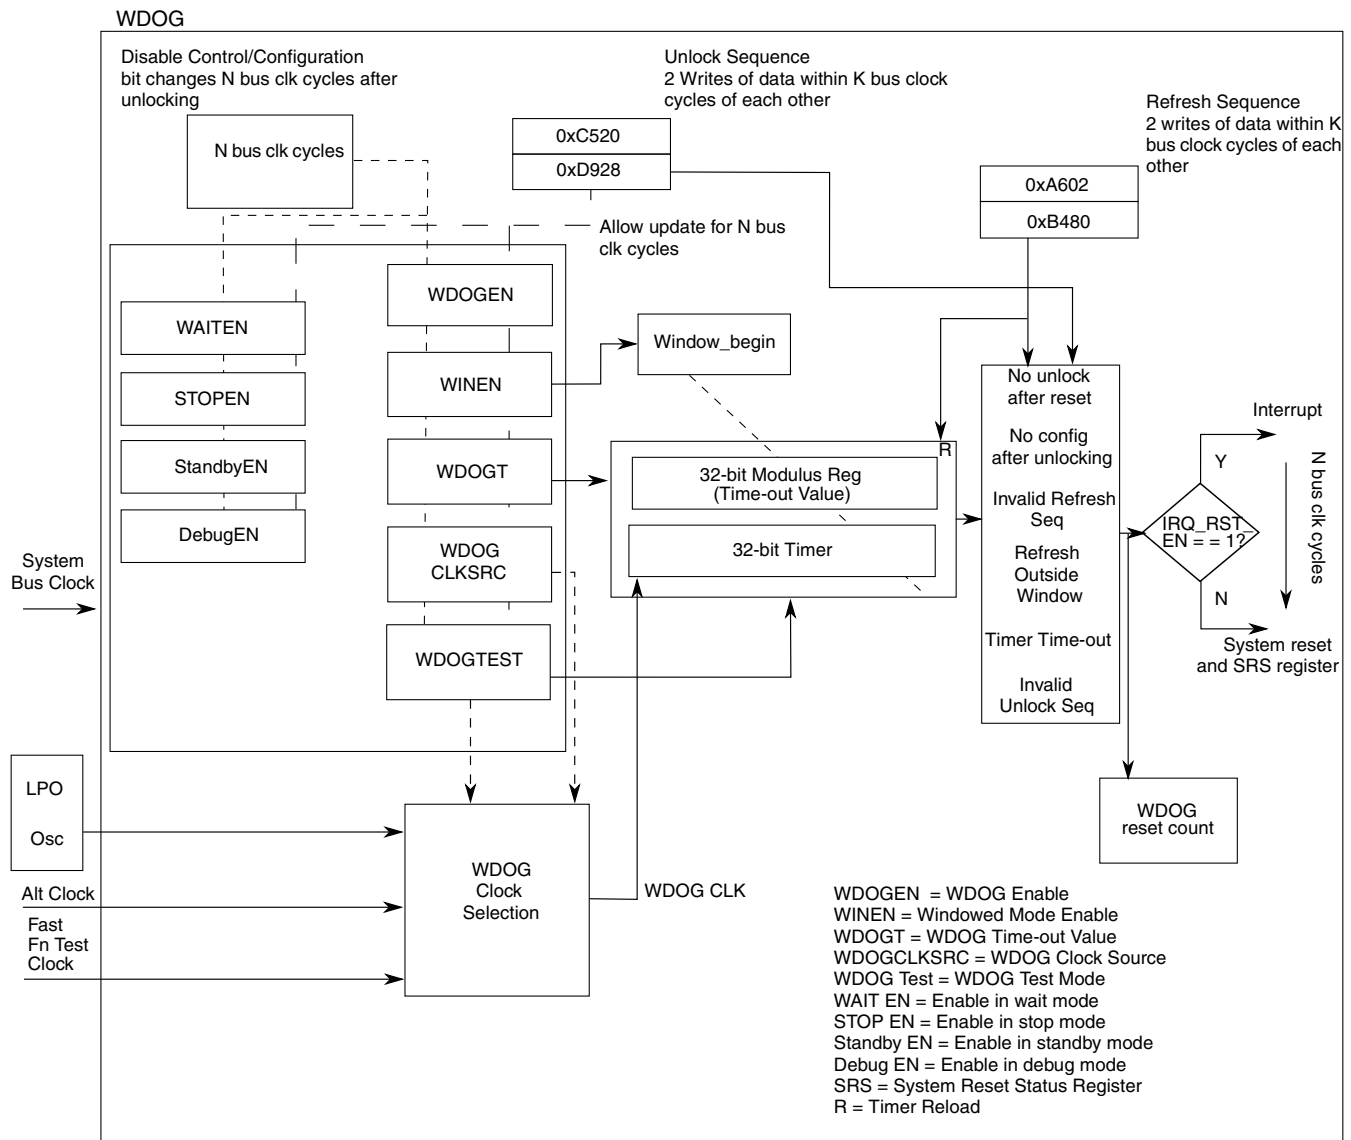 WDOG
Disable Control/Configuration
bit changes N bus clk cycles after
unlocking
Unlock Sequence
2 Writes of data within K bus clock
cycles of each other
Refresh Sequence
2 writes of data within K
bus clock cycles of each
other
N bus clk cycles
0xC520
0xD928
0xA602
0xB480
Allow update for N bus
clk cycles
WDOGEN
WAITEN
WINEN
STOPEN
WDOGT
StandbyEN
WDOG
CLKSRC
DebugEN
WDOGTEST
Window_begin
R
32-bit Modulus Reg
(Time-out Value)
32-bit Timer
No unlock
after reset
No config
after unlocking
Invalid Refresh
Seq
Refresh
Outside
Window
Timer Time-out
Invalid
Unlock Seq
Interrupt
Y
IRQ_RST_
EN = = 1?
N
N bus clk cycles
System reset
and SRS register
System
Bus Clock
LPO
Osc
Alt Clock
Fast
Fn Test
Clock
WDOG
Clock
Selection
WDOG CLK
WDOG
reset count
WDOGEN = WDOG Enable
WINEN = Windowed Mode Enable
WDOGT = WDOG Time-out Value
WDOGCLKSRC = WDOG Clock Source
WDOG Test = WDOG Test Mode
WAIT EN = Enable in wait mode
STOP EN = Enable in stop mode
Standby EN = Enable in standby mode
Debug EN = Enable in debug mode
SRS = System Reset Status Register
R = Timer Reload